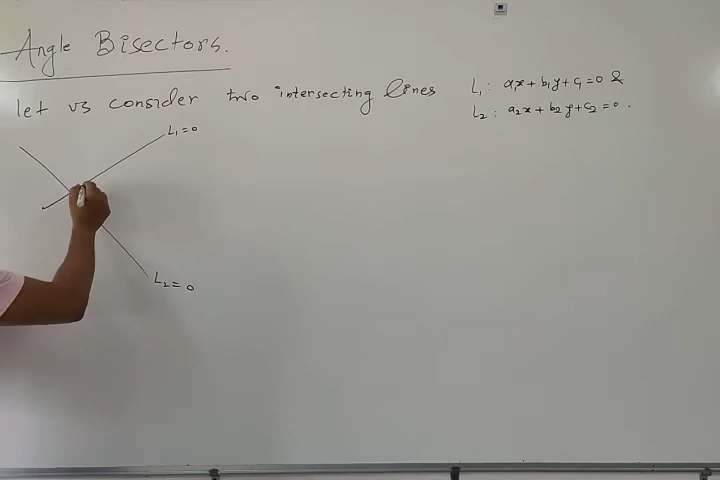 Angle Bisectors.
let us consider two intersecting lines L₁: a₁x + b₁y + c₁ = 0 &
L₂: a₂x + b₂y + c₂ = 0.
L₁ = 0
L₂ = 0